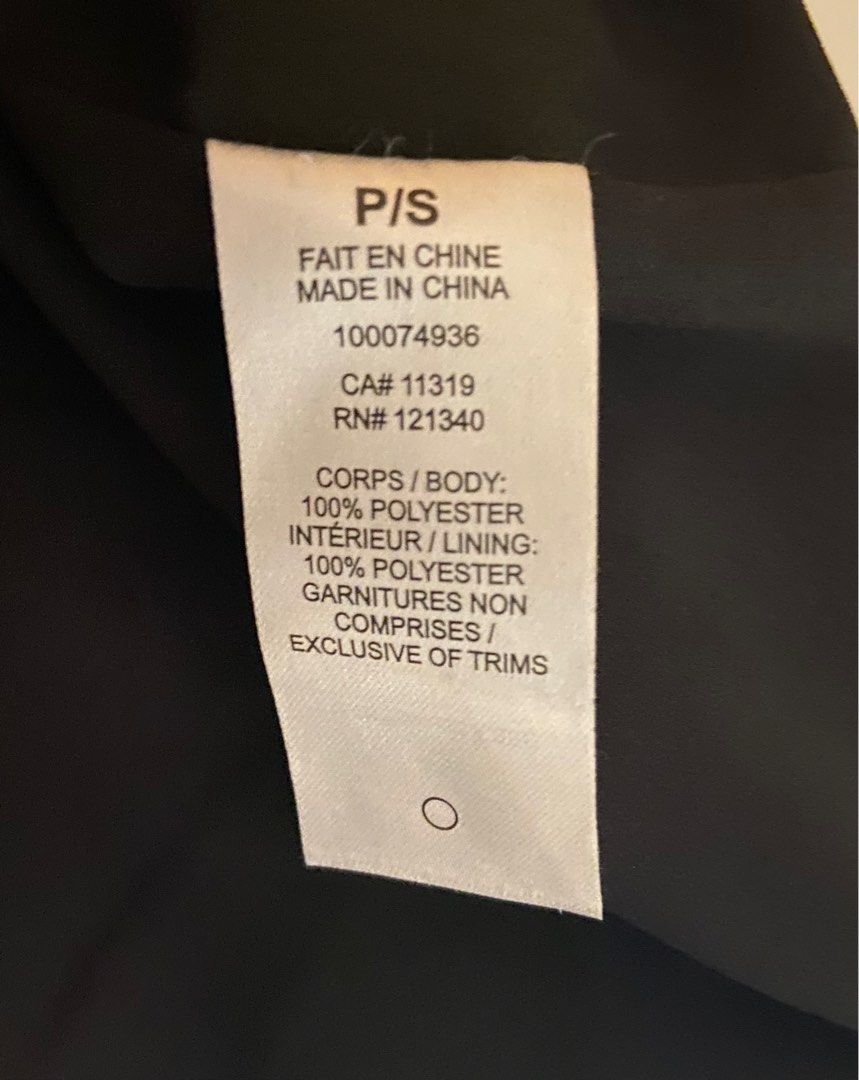 P/S
FAIT EN CHINE
MADE IN CHINA
100074936
CA# 11319
RN# 121340
CORPS / BODY:
100% POLYESTER
INTÉRIEUR / LINING:
100% POLYESTER
GARNITURES NON
COMPRISES /
EXCLUSIVE OF TRIMS